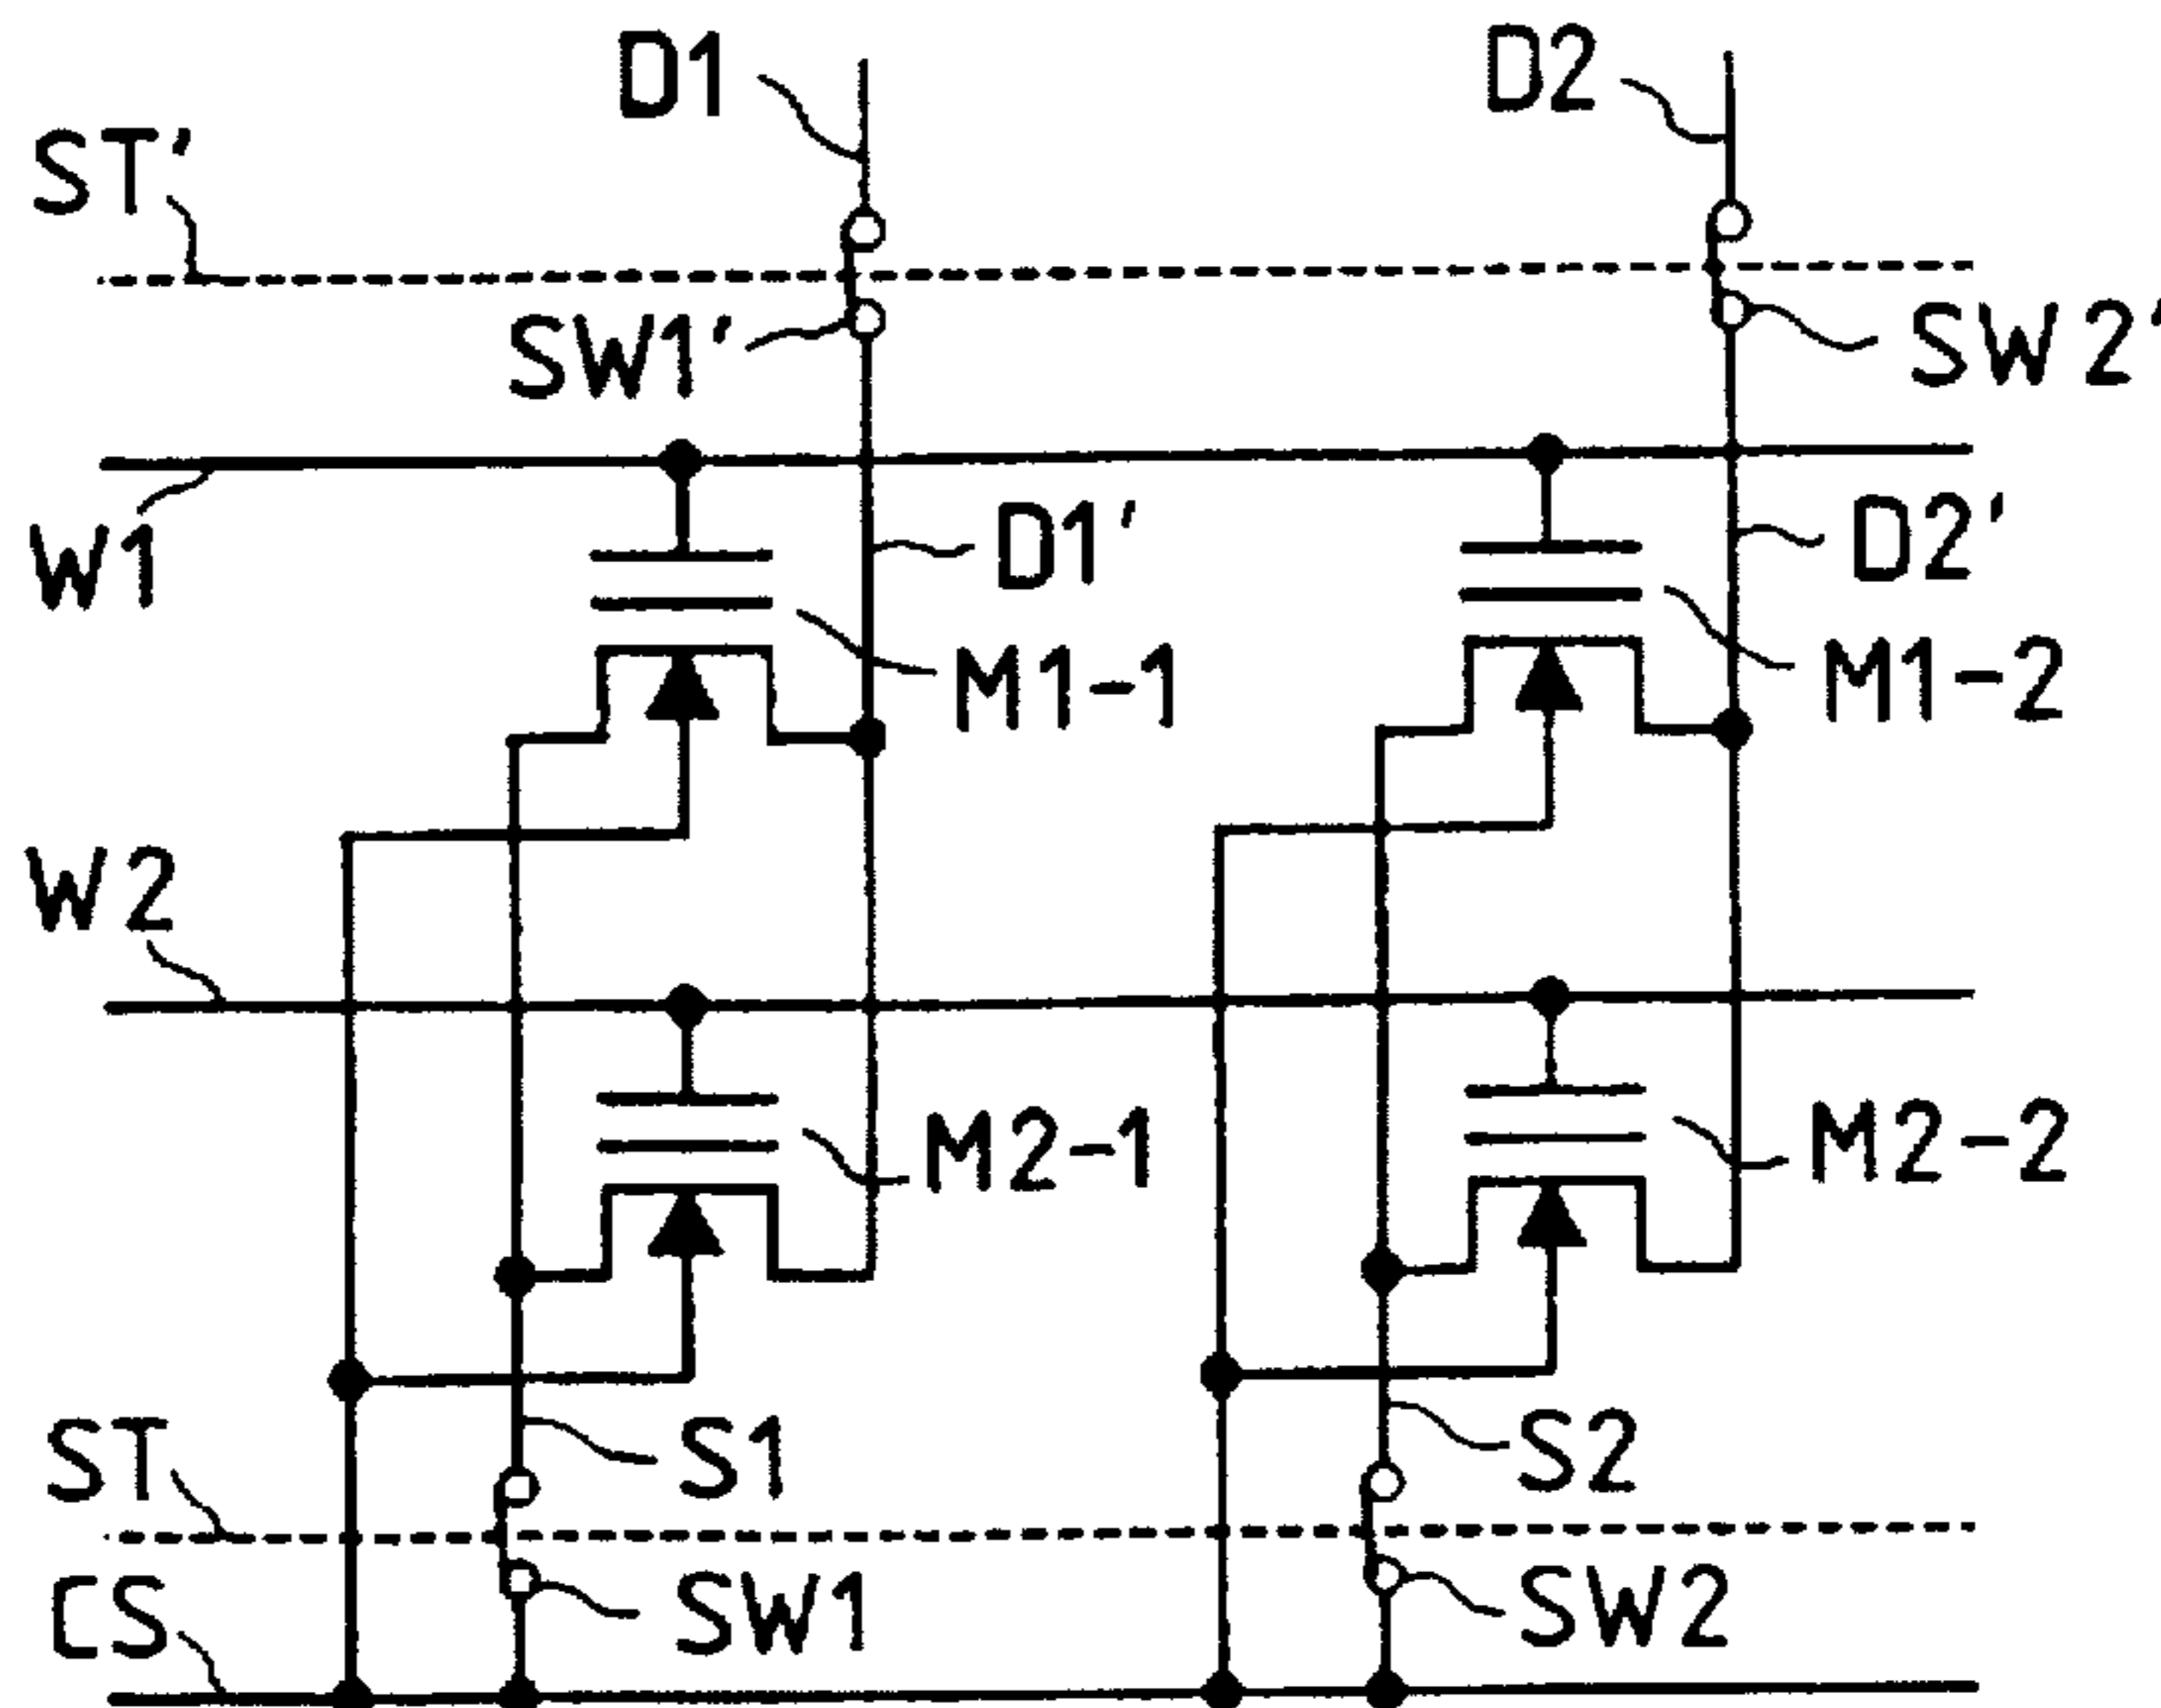 D1
D2
ST'
SW1'
SW2'
W1
D1'
D2'
M1-1
M1-2
W2
M2-1
M2-2
ST
S1
S2
CS
SW1
SW2